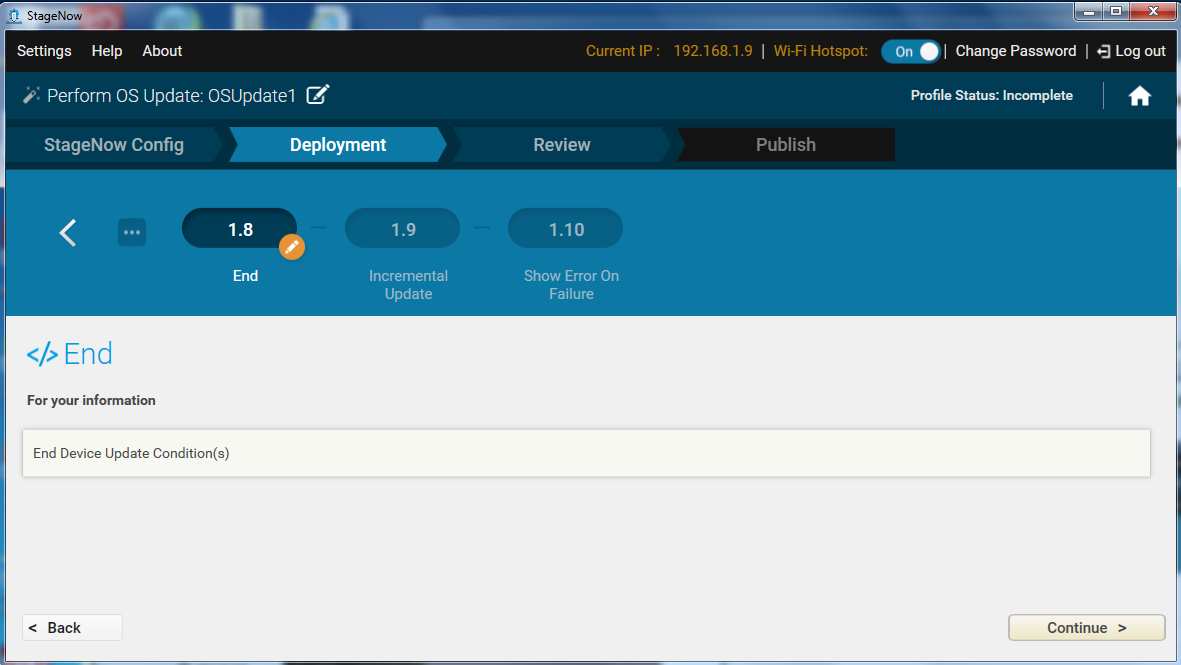 StageNow
Settings Help About Current IP : 192.168.1.9 | Wi-Fi Hotspot: On | Change Password | Log out
Perform OS Update: OSUpdate1 Profile Status: Incomplete
StageNow Config Deployment Review Publish
1.8 1.9 1.10
End Incremental Update Show Error On Failure
</> End
For your information
End Device Update Condition(s)
< Back Continue >